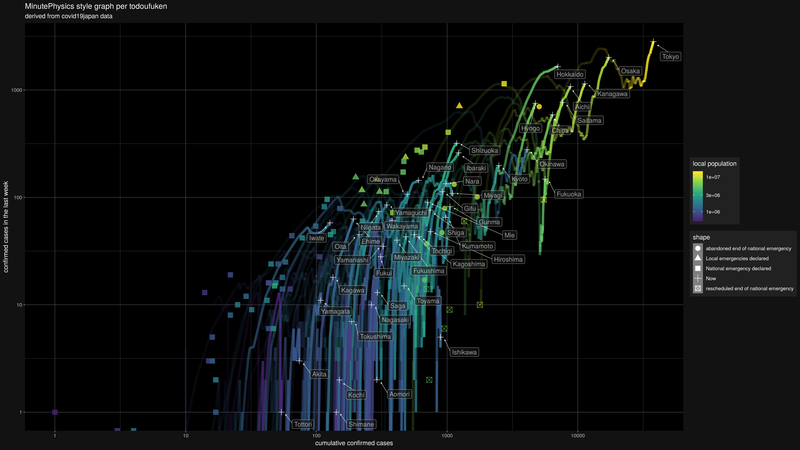 MinutePhysics style graph per todoufuken
derived from covid19japan data
Tokyo
Osaka
Hokkaido
Kanagawa
Aichi
Saitama
Hyogo
Chiba
Shizuoka
Ibaraki
Okinawa
Nagano
Okayama
Nara
Kyoto
Fukuoka
Miyagi
Gifu
Yamaguchi
Gunma
Niigata
Wakayama
Shiga
Mie
Iwate
Ehime
Oita
Kumamoto
Tochigi
Miyazaki
Hiroshima
Yamanashi
Kagoshima
Fukui
Fukushima
Kagawa
Toyama
Saga
Yamagata
Nagasaki
Tokushima
Ishikawa
Akita
Kochi
Aomori
Tottori
Shimane
1000
100
10
1
1
10
100
1000
10000
cumulative confirmed cases
confirmed cases in the last week
local population
1e+07
3e+06
1e+06
shape
abandoned end of national emergency
Local emergencies declared
National emergency declared
Now
rescheduled end of national emergency